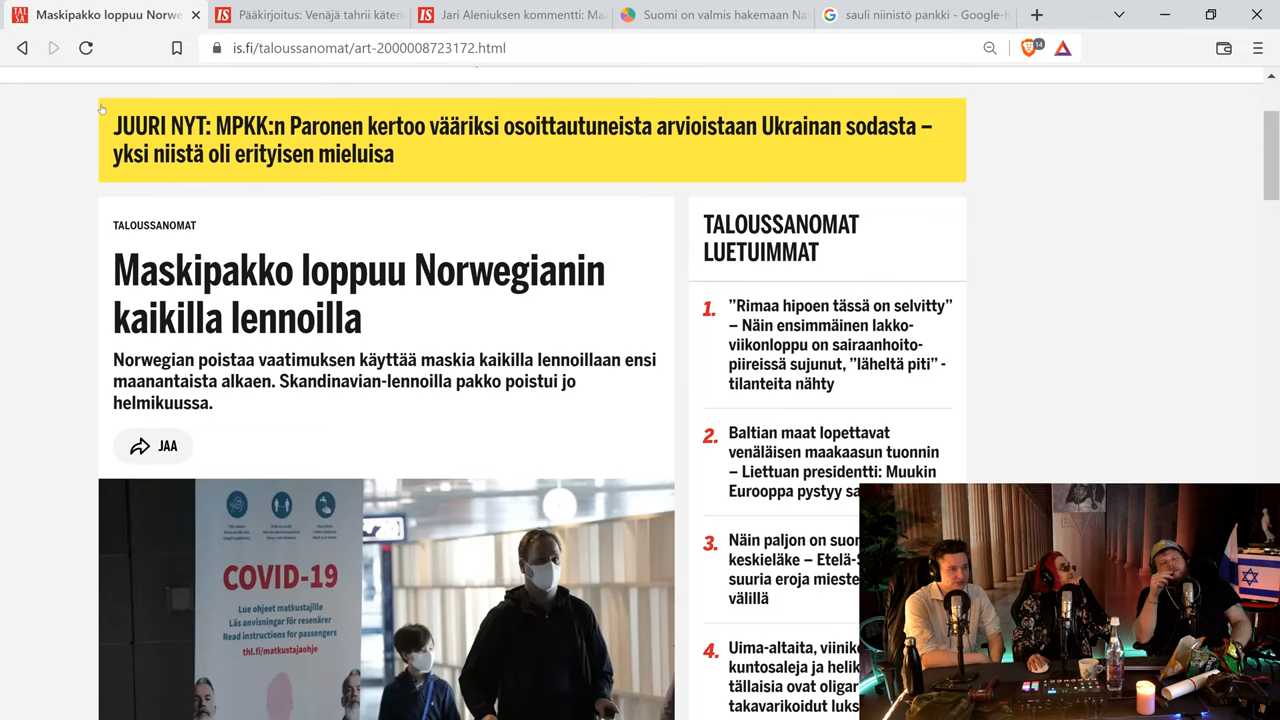 Maskipakko loppuu Norwe
Pääkirjoitus: Venäjä tahrii käten
Jari Aleniuksen kommentti: Ma
Suomi on valmis hakemaan Na
sauli niinistö pankki - Google-h
is.fi/taloussanomat/art-2000008723172.html
14
JUURI NYT: MPKK:n Paronen kertoo vääriksi osoittautuneista arvioistaan Ukrainan sodasta –
yksi niistä oli erityisen mieluisa
TALOUSSANOMAT
Maskipakko loppuu Norwegianin
kaikilla lennoilla
Norwegian poistaa vaatimuksen käyttää maskia kaikilla lennoillaan ensi
maanantaista alkaen. Skandinavian-lennoilla pakko poistui jo
helmikuussa.
JAA
COVID-19
Lue ohjeet matkustajille
Läs anvisningar för resenärer
Read instructions for passengers
thl.fi/matkustajaohje
TALOUSSANOMAT
LUETUIMMAT
1. ”Rimaa hipoen tässä on selvitty”
– Näin ensimmäinen lakko-
viikonloppu on sairaanhoito-
piireissä sujunut, ”läheltä piti” -
tilanteita nähty
2. Baltian maat lopettavat
venäläisen maakaasun tuonnin
– Liettuan presidentti: Muukin
Eurooppa pystyy sa
3. Näin paljon on suo
keskieläke – Etelä-S
suuria eroja mieste
välillä
4. Uima-altaita, viinike
kuntosaleja ja helik
tällaisia ovat oligar
takavarikoidut luks